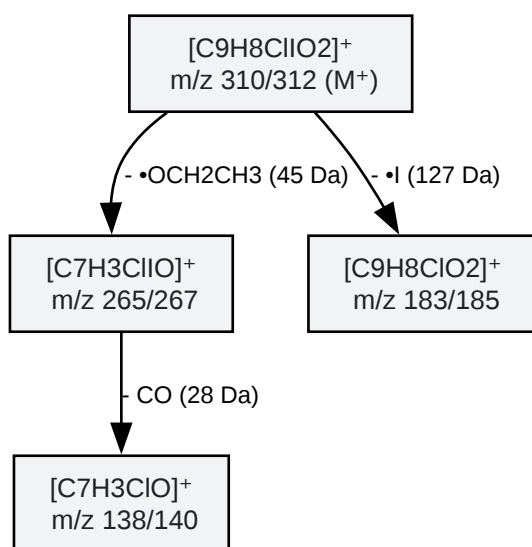 [C9H8ClIO2]⁺
m/z 310/312 (M⁺)
- •OCH2CH3 (45 Da)
- •I (127 Da)
[C7H3ClIO]⁺
m/z 265/267
[C9H8ClO2]⁺
m/z 183/185
- CO (28 Da)
[C7H3ClO]⁺
m/z 138/140